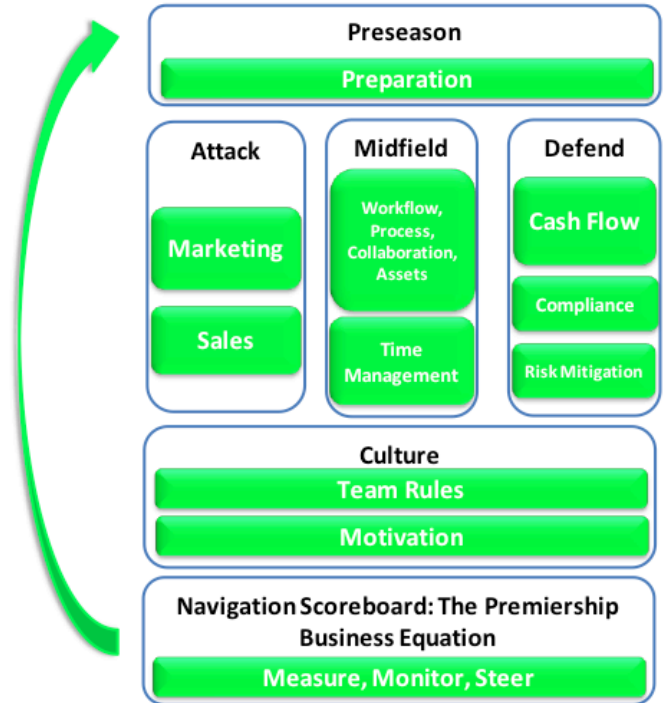 Preseason
Preparation
Attack
Marketing
Sales
Midfield
Workflow,
Process,
Collaboration,
Assets
Time
Management
Defend
Cash Flow
Compliance
Risk Mitigation
Culture
Team Rules
Motivation
Navigation Scoreboard: The Premiership
Business Equation
Measure, Monitor, Steer